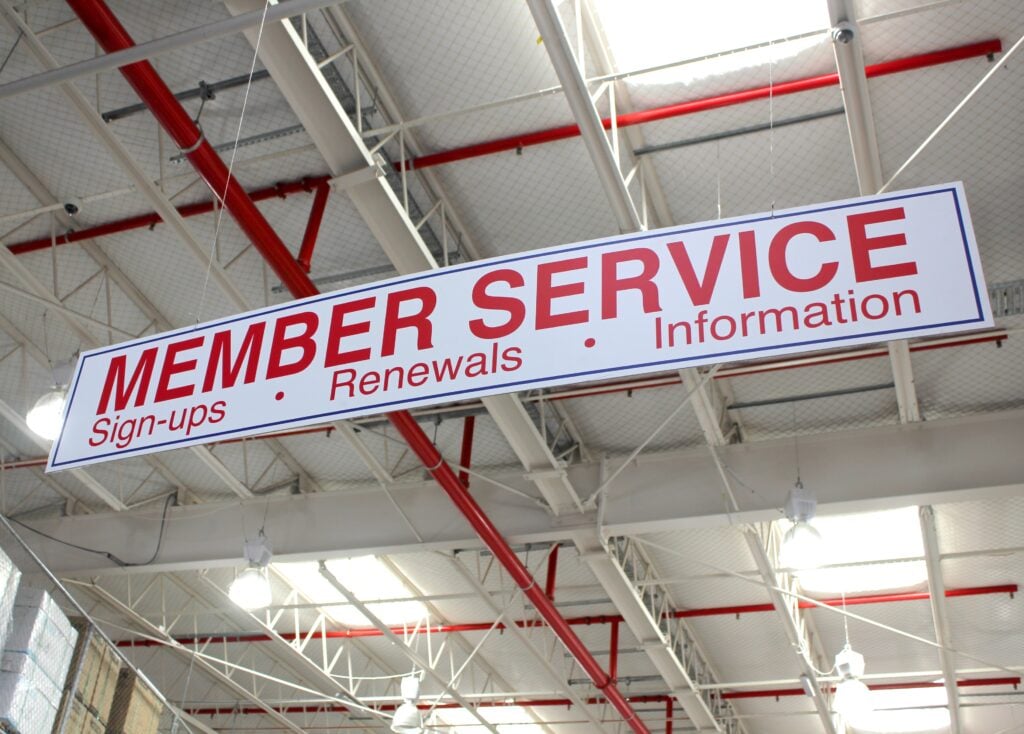 MEMBER SERVICE
Sign-ups • Renewals • Information